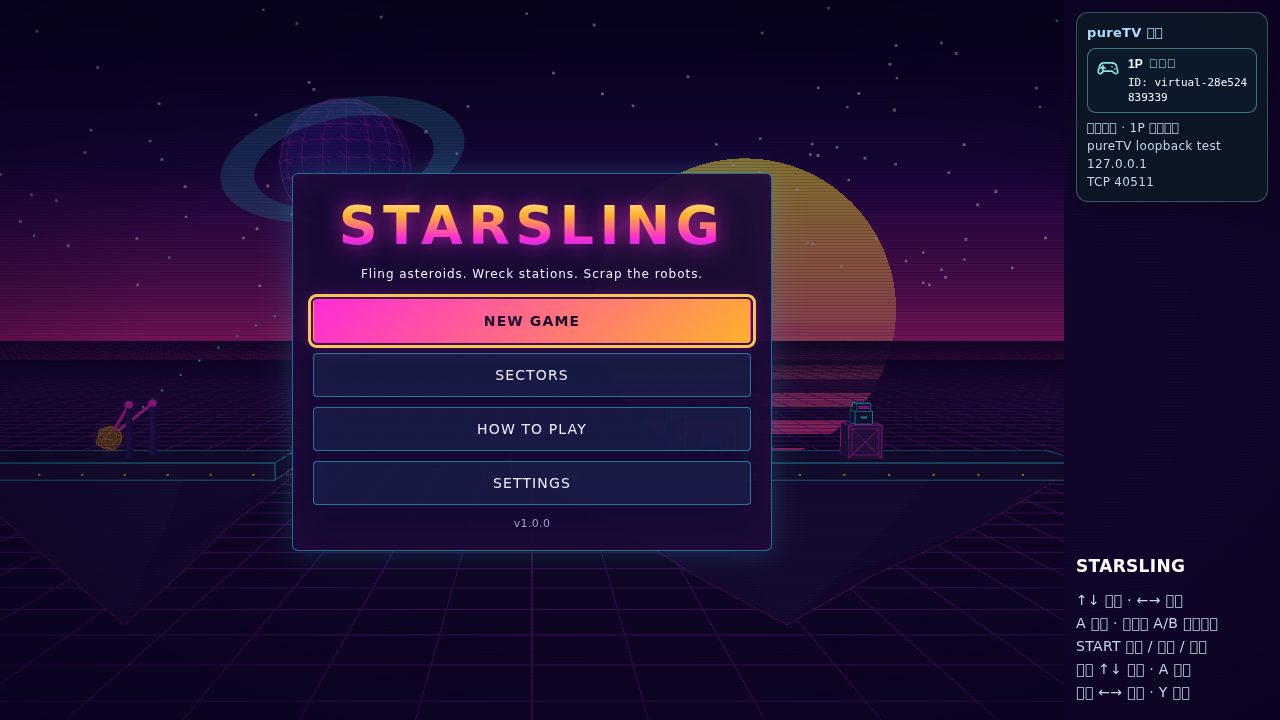 STARSLING
Fling asteroids. Wreck stations. Scrap the robots.
NEW GAME
SECTORS
HOW TO PLAY
SETTINGS
v1.0.0
pureTV
1P
ID: virtual-28e524
839339
· 1P
pureTV loopback test
127.0.0.1
TCP 40511
STARSLING
↑↓ · ←→
A · A/B
START / /
↑↓ · A
←→ · Y